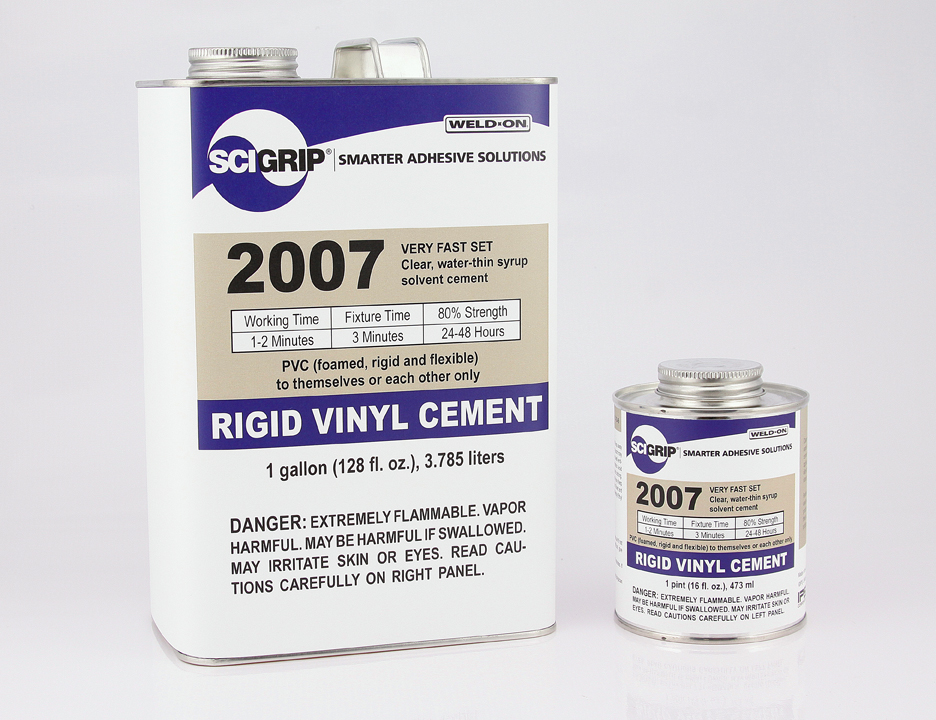 WELD-ON
SCIGRIP® | SMARTER ADHESIVE SOLUTIONS
2007
VERY FAST SET
Clear, water-thin syrup
solvent cement
Working Time Fixture Time 80% Strength
1-2 Minutes 3 Minutes 24-48 Hours
PVC (foamed, rigid and flexible)
to themselves or each other only
RIGID VINYL CEMENT
1 gallon (128 fl. oz.), 3.785 liters
DANGER: EXTREMELY FLAMMABLE. VAPOR
HARMFUL. MAY BE HARMFUL IF SWALLOWED.
MAY IRRITATE SKIN OR EYES. READ CAU-
TIONS CAREFULLY ON RIGHT PANEL.
WELD-ON
SCIGRIP | SMARTER ADHESIVE SOLUTIONS
2007
VERY FAST SET
Clear, water-thin syrup
solvent cement
Working Time Fixture Time 80% Strength
1-2 Minutes 3 Minutes 24-48 Hours
PVC (foamed, rigid and flexible) to themselves or each other only
RIGID VINYL CEMENT
1 pint (16 fl. oz.), 473 ml
DANGER: EXTREMELY FLAMMABLE. VAPOR HARMFUL.
MAY BE HARMFUL IF SWALLOWED. MAY IRRITATE SKIN OR
EYES. READ CAUTIONS CAREFULLY ON LEFT PANEL.